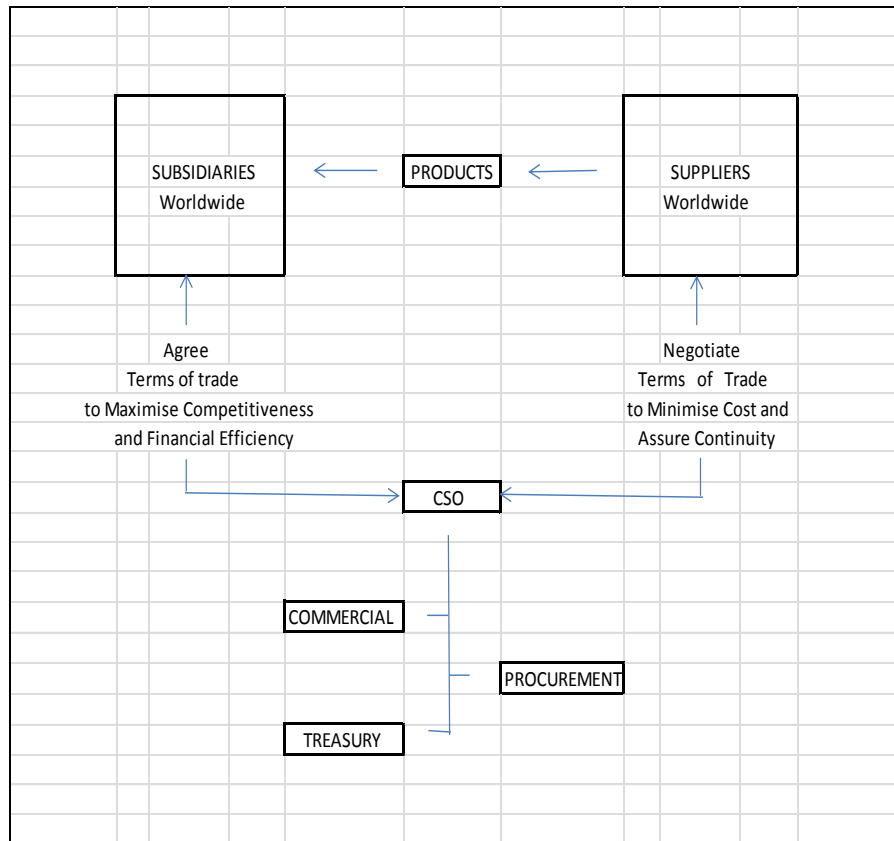 SUBSIDIARIES
Worldwide
PRODUCTS
SUPPLIERS
Worldwide
Agree
Terms of trade
to Maximise Competitiveness
and Financial Efficiency
Negotiate
Terms of Trade
to Minimise Cost and
Assure Continuity
CSO
COMMERCIAL
PROCUREMENT
TREASURY